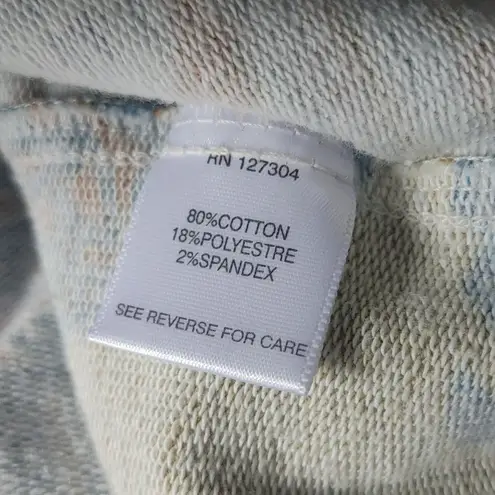 RN 127304
80%COTTON
18%POLYESTRE
2%SPANDEX
SEE REVERSE FOR CARE